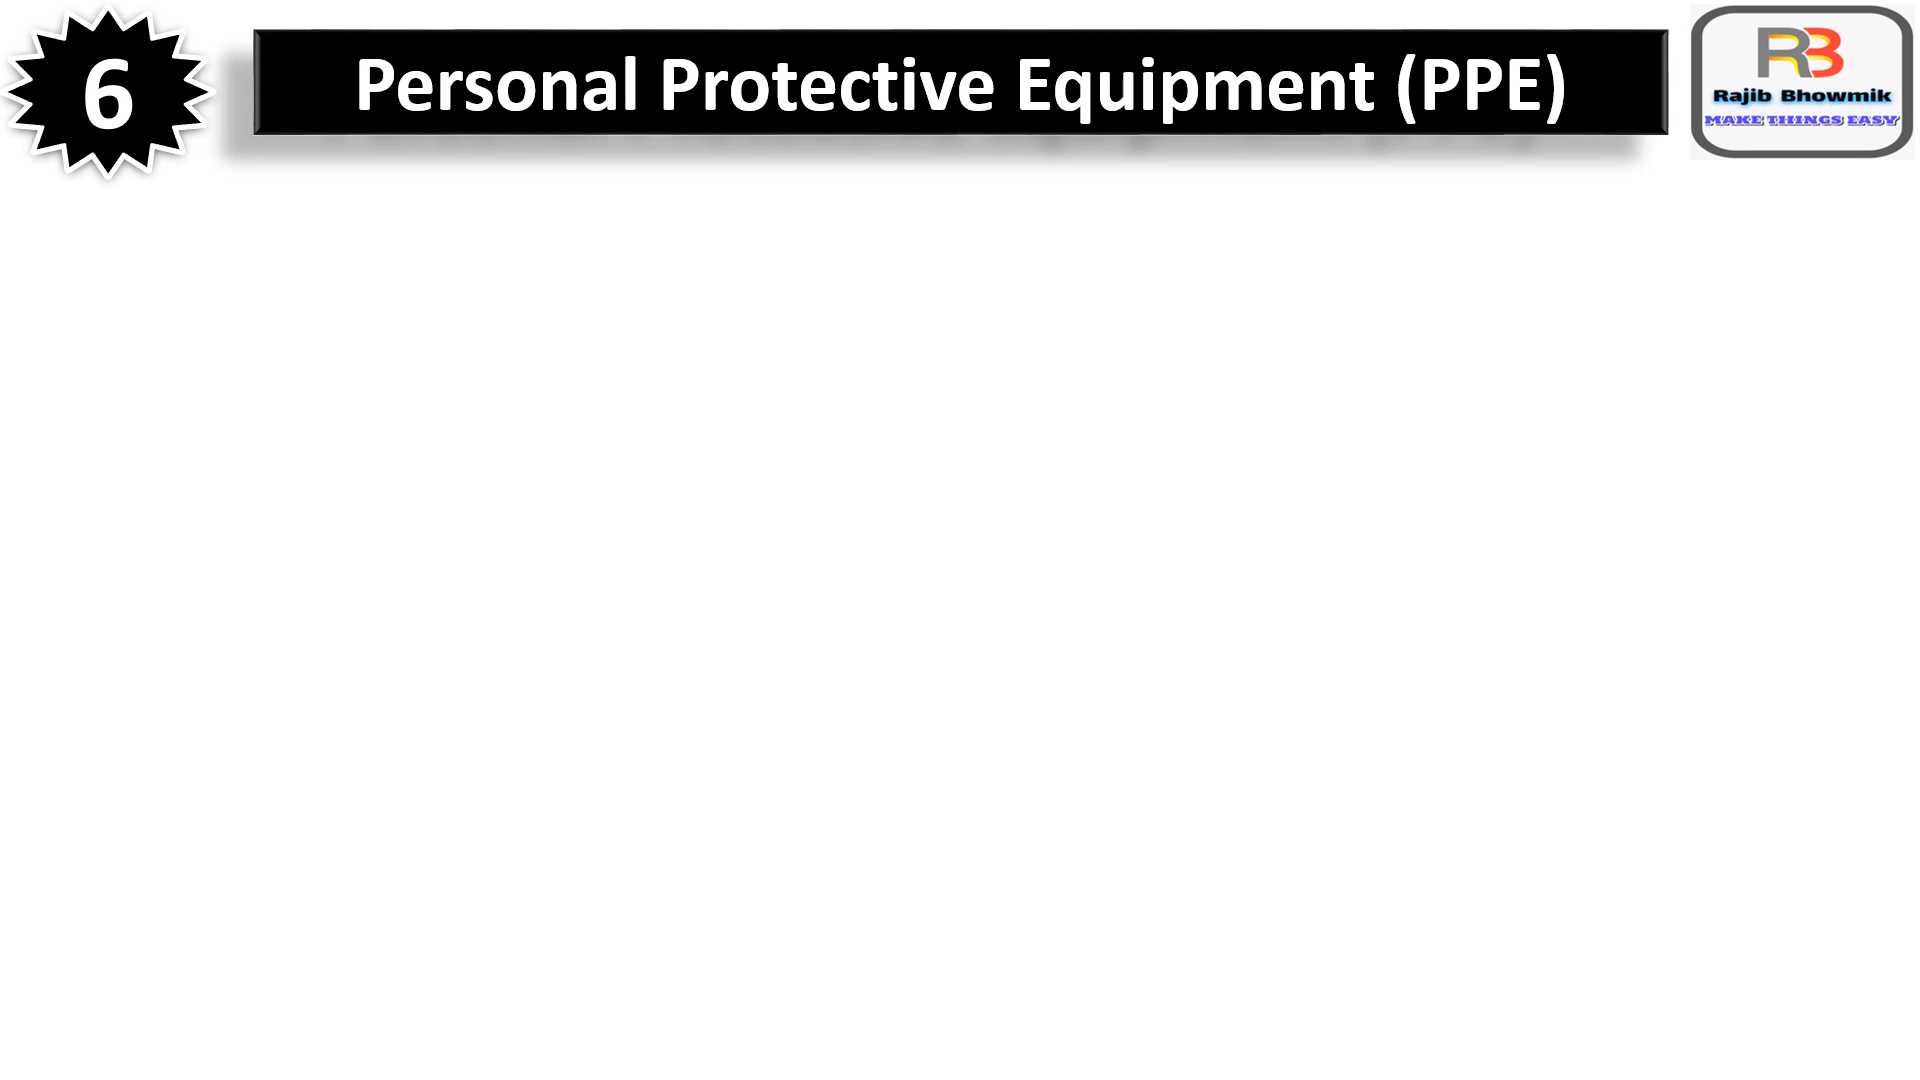 6
Personal Protective Equipment (PPE)
RB
Rajib Bhowmik
MAKE THINGS EASY